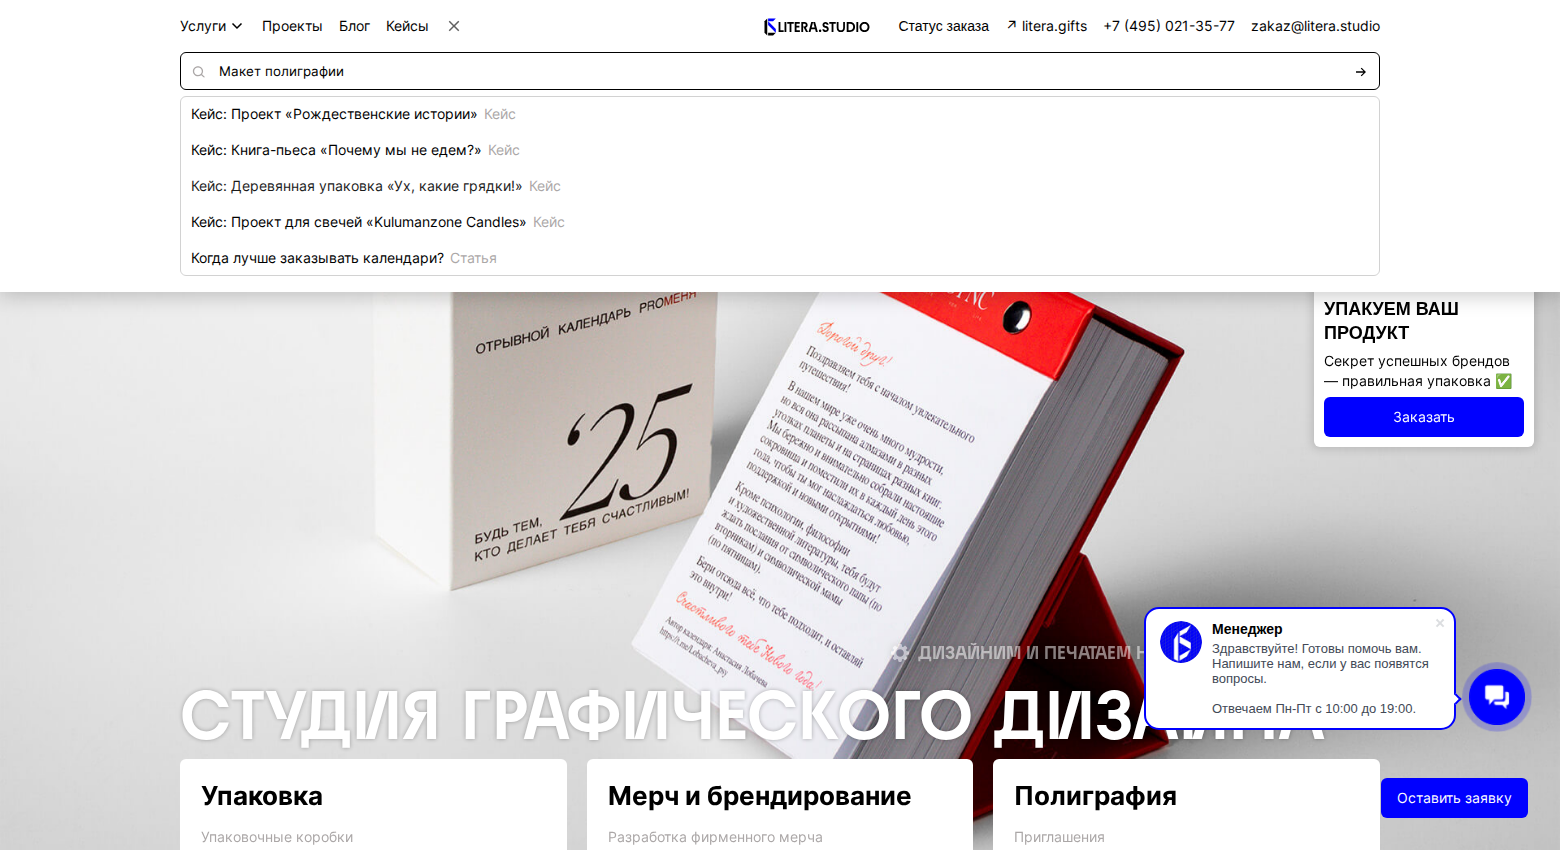 Услуги
Проекты
Блог
Кейсы
LITERA.STUDIO
Статус заказа
litera.gifts
+7 (495) 021-35-77
zakaz@litera.studio
Макет полиграфии
Кейс: Проект «Рождественские истории» Кейс
Кейс: Книга-пьеса «Почему мы не едем?» Кейс
Кейс: Деревянная упаковка «Ух, какие грядки!» Кейс
Кейс: Проект для свечей «Kulumanzone Candles» Кейс
Когда лучше заказывать календари? Статья
УПАКУЕМ ВАШ
ПРОДУКТ
Секрет успешных брендов
— правильная упаковка ✅
Заказать
ОТРЫВНОЙ КАЛЕНДАРЬ PROМЕНЯ
'25
БУДЬ ТЕМ,
КТО ДЕЛАЕТ ТЕБЯ СЧАСТЛИВЫМ!
Дорогой друг!
Поздравляем тебя с началом увлекательного
путешествия!
В нашем мире уже очень много мудрости,
но вся она рассыпана алмазами в разных
уголках планеты и на страницах разных книг.
Мы бережно и внимательно собрали настоящие
сокровища и поместили их в каждый день этого
года, чтобы ты мог наслаждаться любовью,
поддержкой и новыми открытиями!
Кроме психологии, философии
и художественной литературы, тебя будут
ждать послания от символического папы (по
вторникам) и символической мамы
(по пятницам).
Бери отсюда всё, что тебе подходит, и оставляй
это внутри!
Счастливого тебе Нового года!
Автор календаря: Анастасия Лобачева
https://t.me/Lobacheva_psy
ДИЗАЙНИМ И ПЕЧАТАЕМ
СТУДИЯ ГРАФИЧЕСКОГО ДИЗАЙНА
Менеджер
Здравствуйте! Готовы помочь вам.
Напишите нам, если у вас появятся
вопросы.
Отвечаем Пн-Пт с 10:00 до 19:00.
Упаковка
Упаковочные коробки
Мерч и брендирование
Разработка фирменного мерча
Полиграфия
Приглашения
Оставить заявку